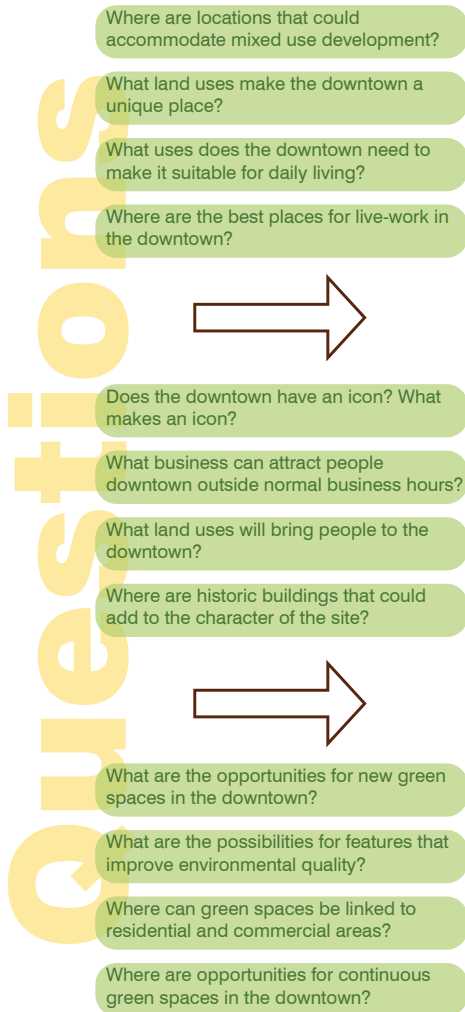 Questions
Where are locations that could
accommodate mixed use development?
What land uses make the downtown a
unique place?
What uses does the downtown need to
make it suitable for daily living?
Where are the best places for live-work in
the downtown?
Does the downtown have an icon? What
makes an icon?
What business can attract people
downtown outside normal business hours?
What land uses will bring people to the
downtown?
Where are historic buildings that could
add to the character of the site?
What are the opportunities for new green
spaces in the downtown?
What are the possibilities for features that
improve environmental quality?
Where can green spaces be linked to
residential and commercial areas?
Where are opportunities for continuous
green spaces in the downtown?